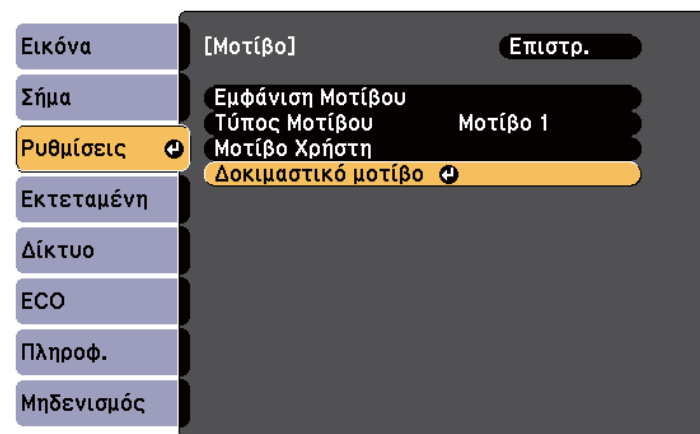 Εικόνα
Σήμα
Ρυθμίσεις
Εκτεταμένη
Δίκτυο
ECO
Πληροφ.
Μηδενισμός
[Μοτίβο] Επιστρ.
Εμφάνιση Μοτίβου
Τύπος Μοτίβου Μοτίβο 1
Μοτίβο Χρήστη
Δοκιμαστικό μοτίβο